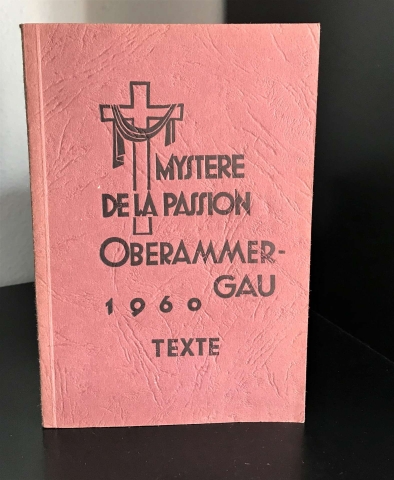 MYSTERE
DE LA PASSION
OBERAMMER-
GAU
1960
TEXTE